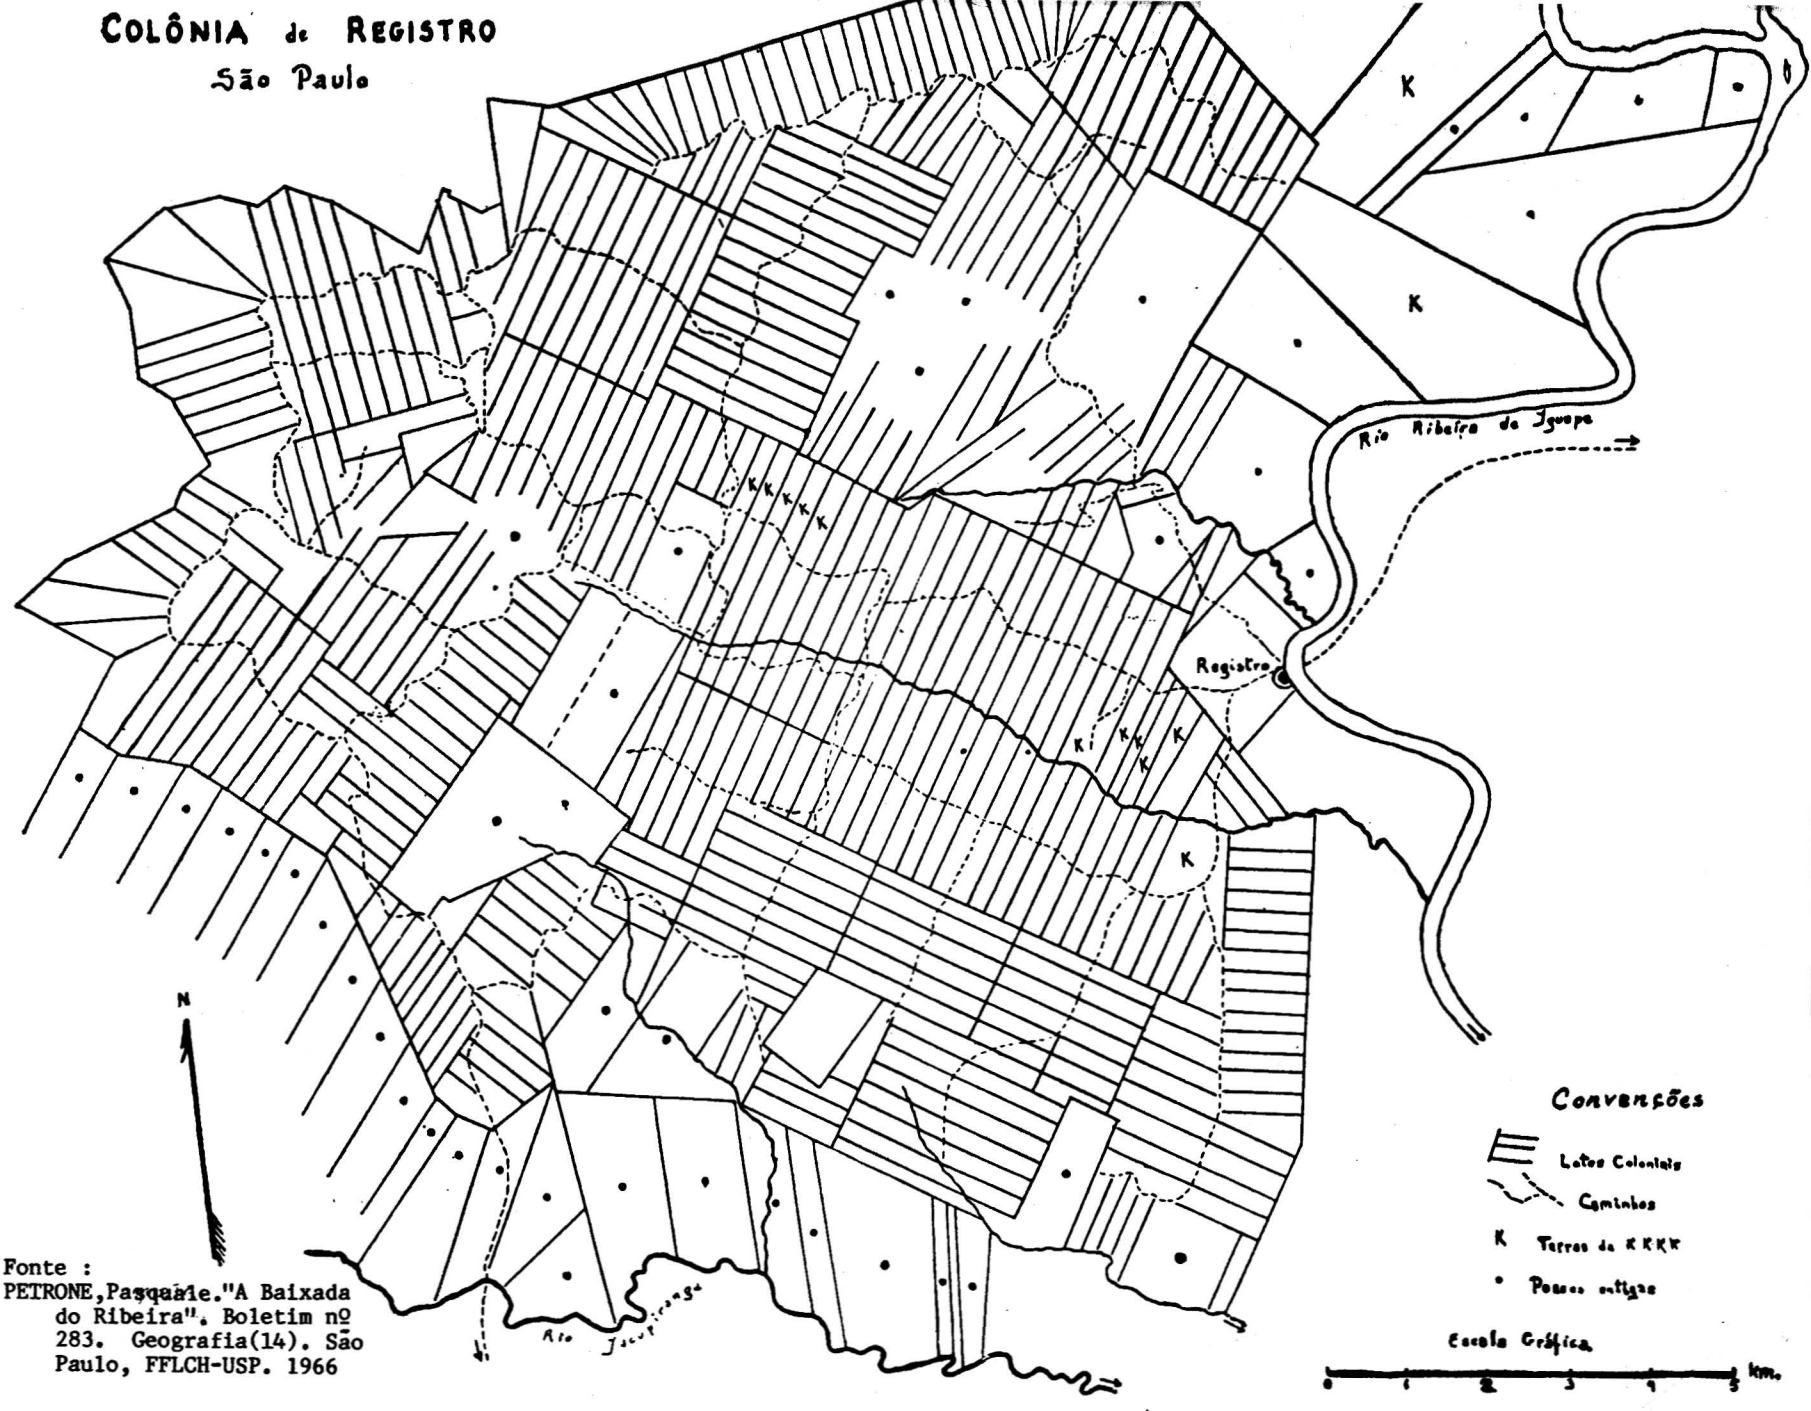 COLÔNIA de REGISTRO
São Paulo
K
K
Rio Ribeira de Iguape
K K K K K
Registro
K K K K K
K
N
Convenções
Lotes Coloniais
Caminhos
K Terras da KKKK
Posses antigas
Escala Gráfica
0 1 2 3 4 5 km.
Rio Jacupiranga
Fonte :
PETRONE,Pasquale."A Baixada
do Ribeira". Boletim nº
283. Geografia(14). São
Paulo, FFLCH-USP. 1966